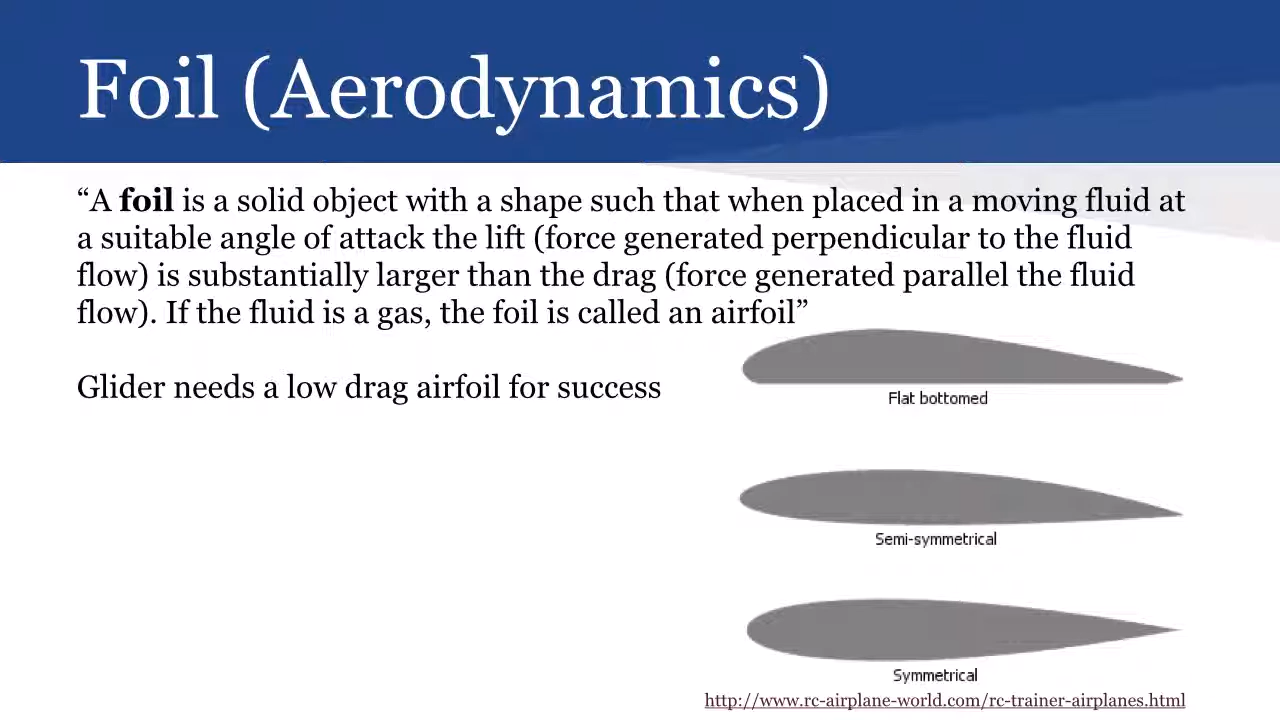 Foil (Aerodynamics)
“A foil is a solid object with a shape such that when placed in a moving fluid at
a suitable angle of attack the lift (force generated perpendicular to the fluid
flow) is substantially larger than the drag (force generated parallel the fluid
flow). If the fluid is a gas, the foil is called an airfoil”
Glider needs a low drag airfoil for success
Flat bottomed
Semi-symmetrical
Symmetrical
http://www.rc-airplane-world.com/rc-trainer-airplanes.html